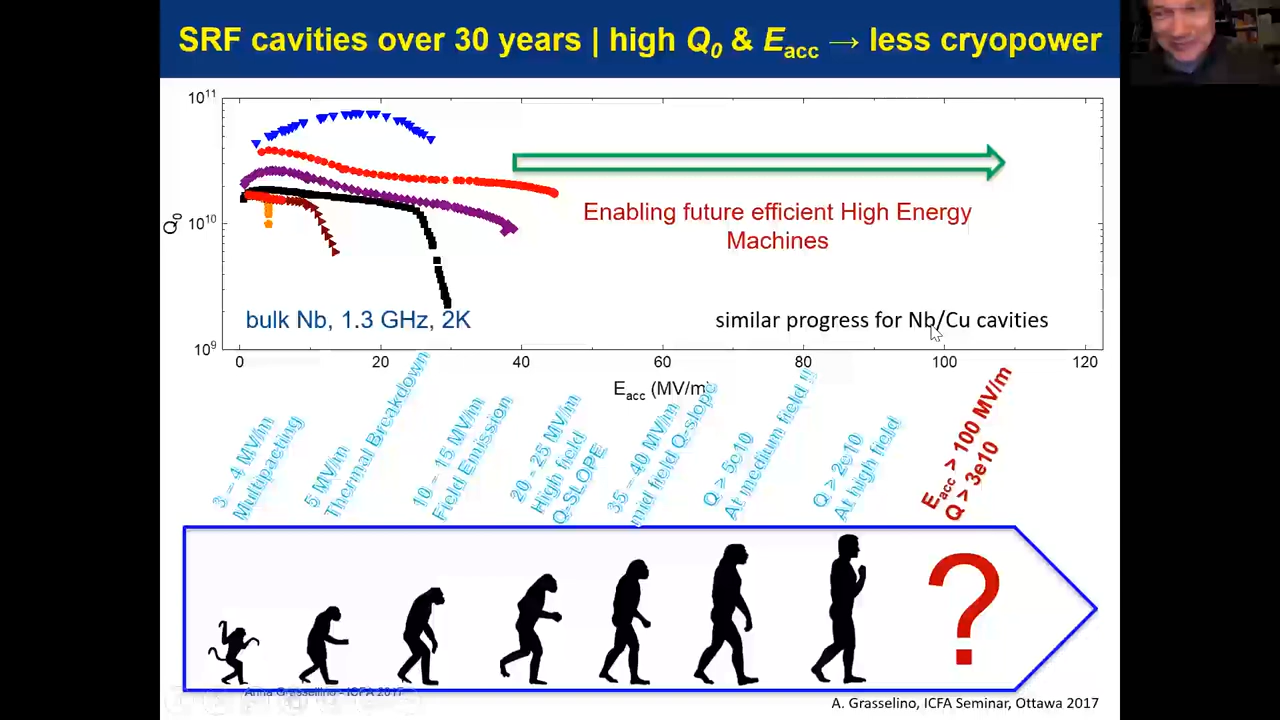 SRF cavities over 30 years | high Q0 & Eacc → less cryopower
10^11
10^10
10^9
Q0
Enabling future efficient High Energy
Machines
bulk Nb, 1.3 GHz, 2K
similar progress for Nb/Cu cavities
0 20 40 60 80 100 120
Eacc (MV/m
3 – 4 MV/m
Multipacting
5 MV/m
Thermal Breakdown
10 – 15 MV/m
Field Emission
20 – 25 MV/m
High field
Q-SLOPE
35 – 40 MV/m
mid field Q-slope
Q > 5e10
At medium field !!
Q > 2e10
At high field
Eacc > 100 MV/m
Q > 3e10
?
Anna Grassellino - ICFA 2017
A. Grasselino, ICFA Seminar, Ottawa 2017